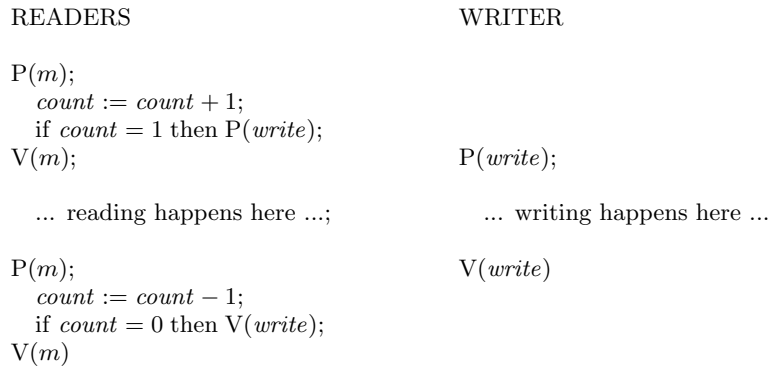 READERS
P(m);
count := count + 1;
if count = 1 then P(write);
V(m);
... reading happens here ...;
P(m);
count := count − 1;
if count = 0 then V(write);
V(m)
WRITER
P(write);
... writing happens here ...
V(write)